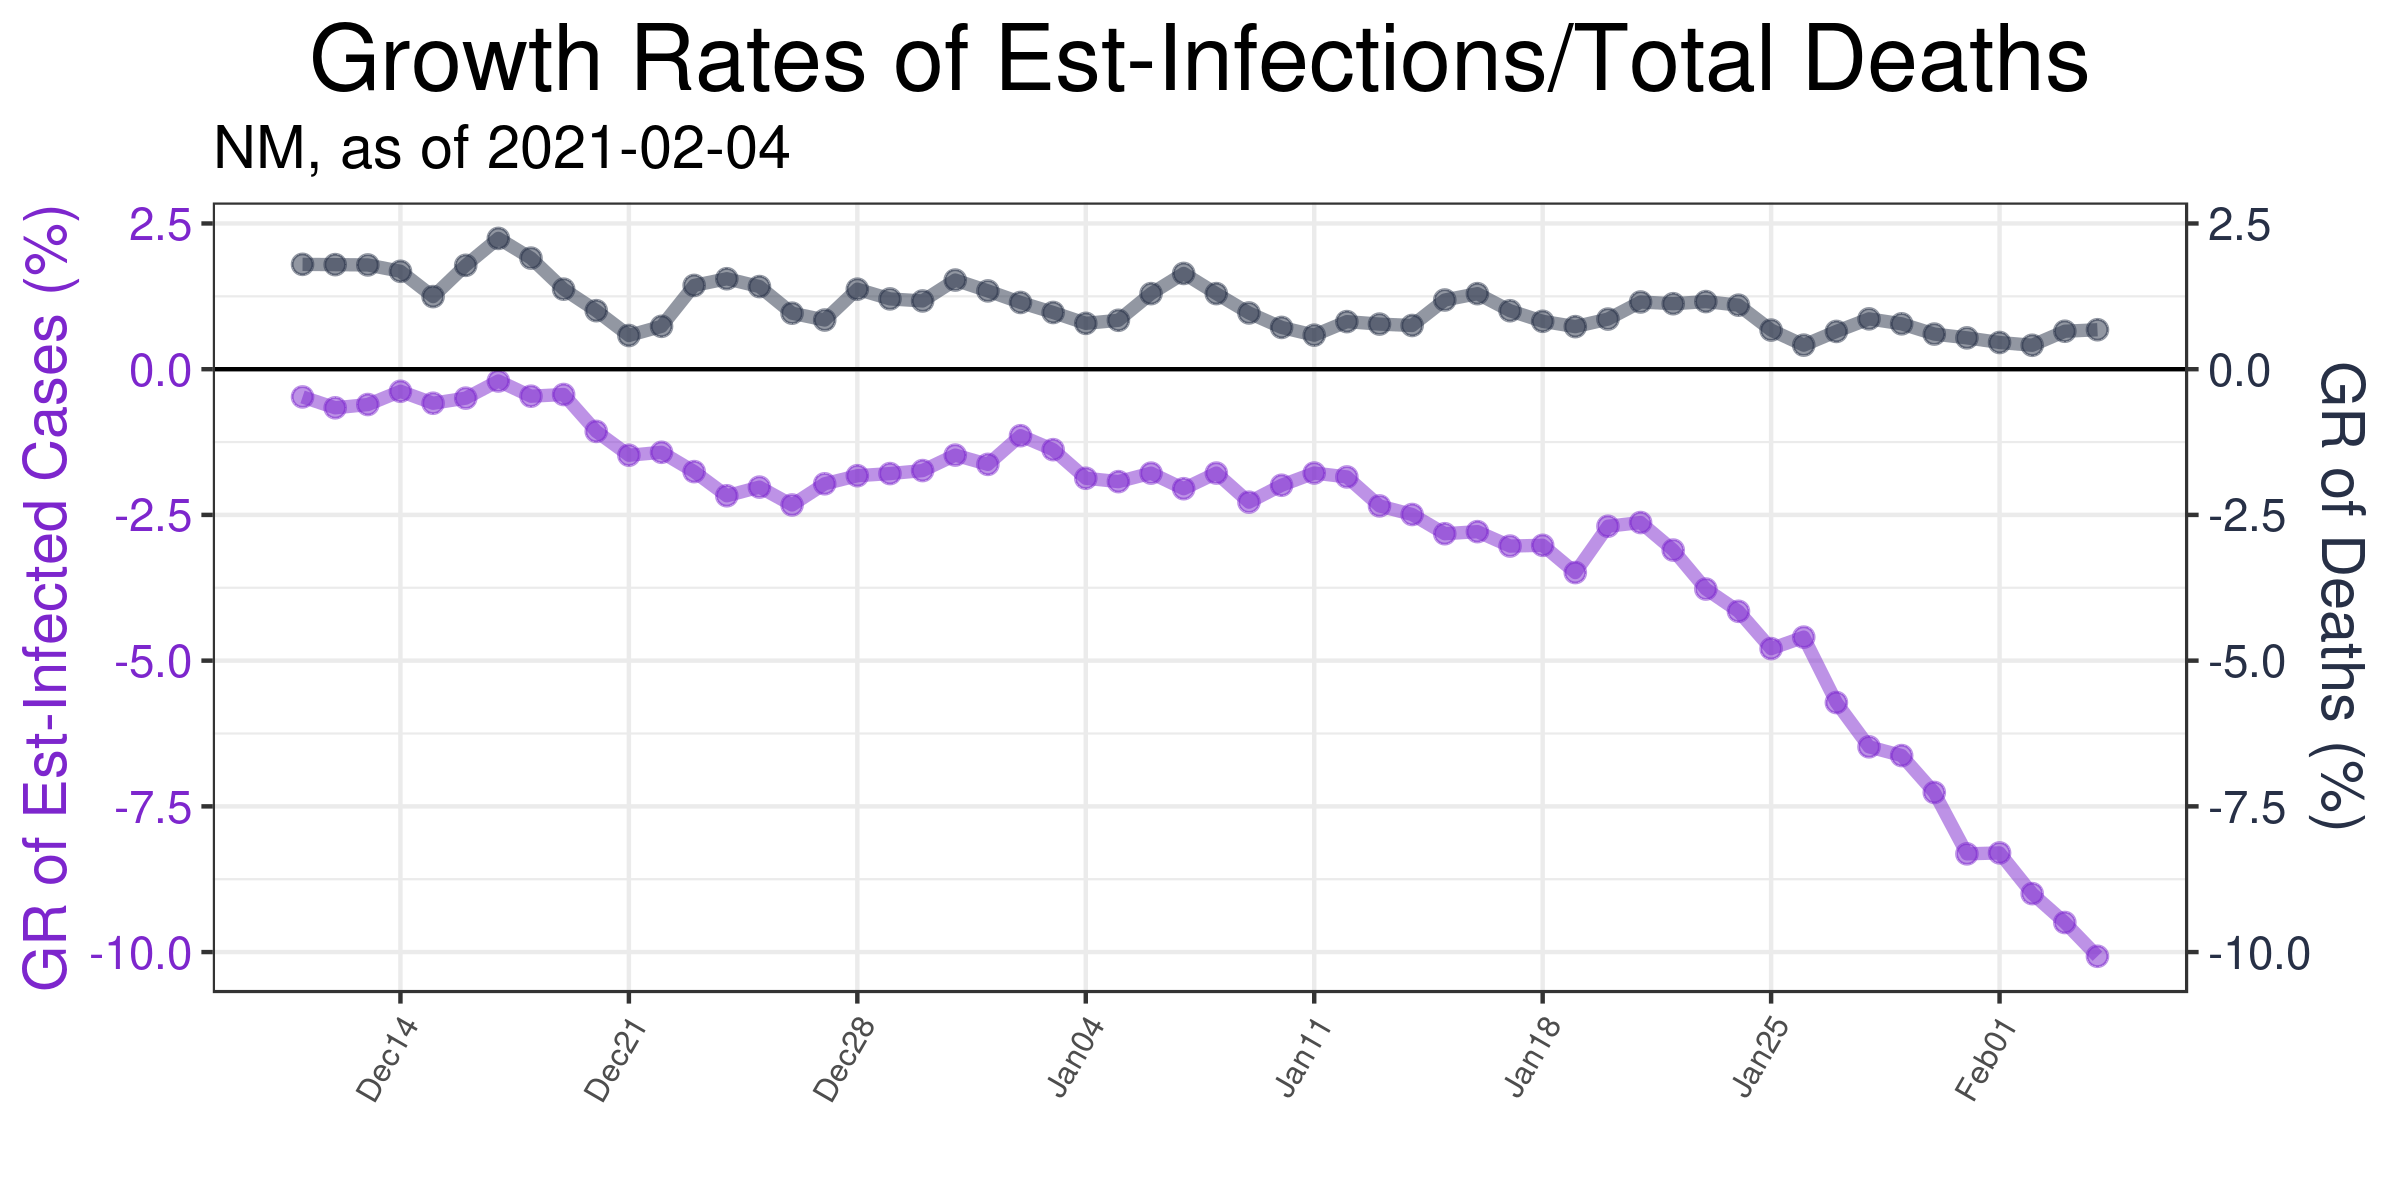 Growth Rates of Est-Infections/Total Deaths
NM, as of 2021-02-04
GR of Est-Infected Cases (%)
2.5
0.0
-2.5
-5.0
-7.5
-10.0
2.5
0.0
-2.5
-5.0
-7.5
-10.0
GR of Deaths (%)
Dec14
Dec21
Dec28
Jan04
Jan11
Jan18
Jan25
Feb01